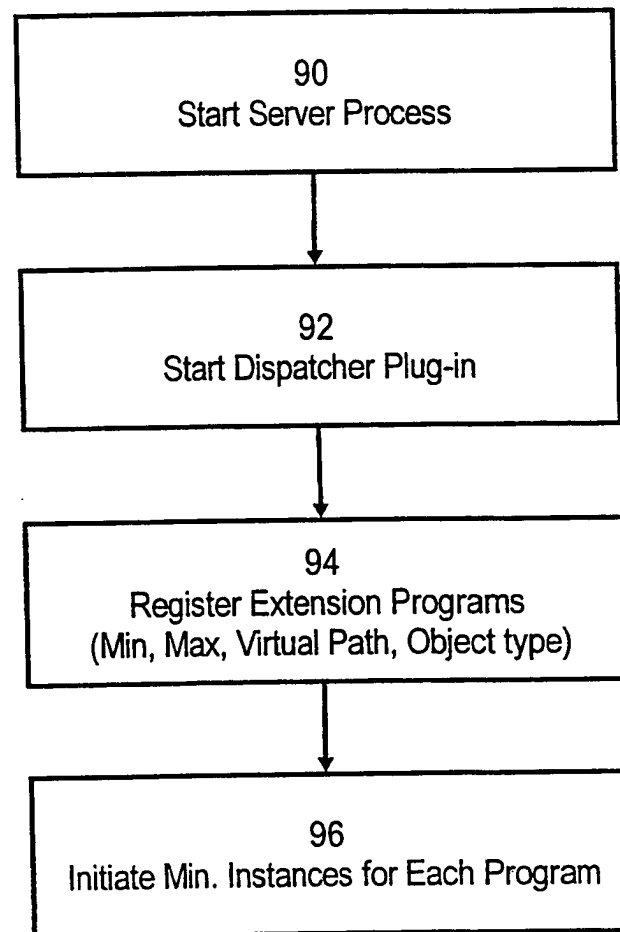 90
Start Server Process
92
Start Dispatcher Plug-in
94
Register Extension Programs
(Min, Max, Virtual Path, Object type)
96
Initiate Min. Instances for Each Program